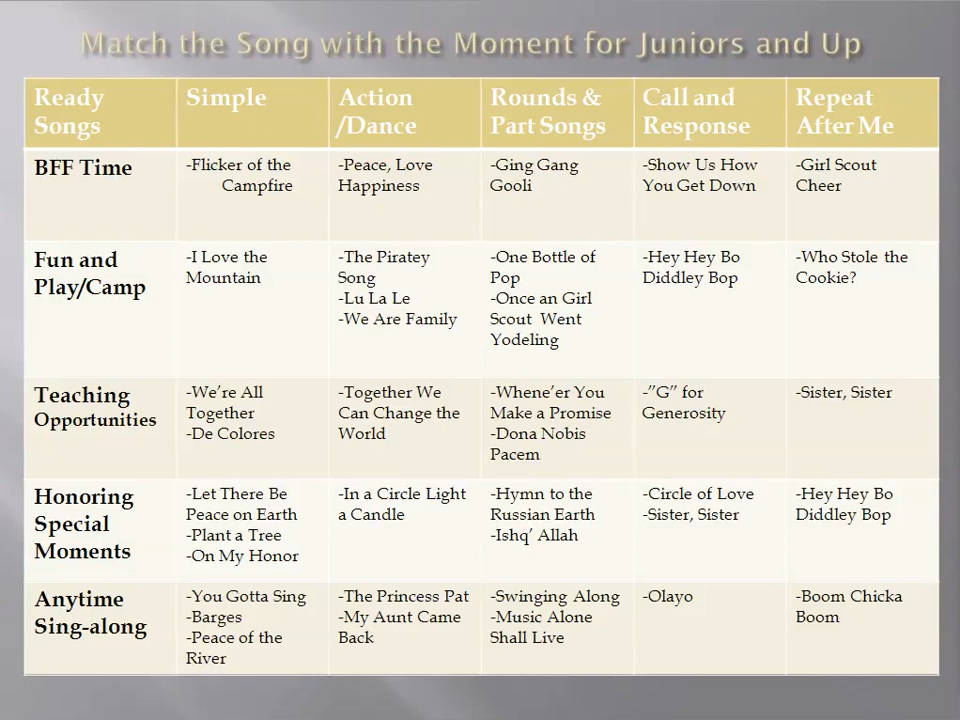 Match the Song with the Moment for Juniors and Up
Ready
Songs
Simple
Action
/Dance
Rounds &
Part Songs
Call and
Response
Repeat
After Me
BFF Time
-Flicker of the
Campfire
-Peace, Love
Happiness
-Ging Gang
Gooli
-Show Us How
You Get Down
-Girl Scout
Cheer
Fun and
Play/Camp
-I Love the
Mountain
-The Piratey
Song
-Lu La Le
-We Are Family
-One Bottle of
Pop
-Once an Girl
Scout Went
Yodeling
-Hey Hey Bo
Diddley Bop
-Who Stole the
Cookie?
Teaching
Opportunities
-We’re All
Together
-De Colores
-Together We
Can Change the
World
-Whene’er You
Make a Promise
-Dona Nobis
Pacem
-”G” for
Generosity
-Sister, Sister
Honoring
Special
Moments
-Let There Be
Peace on Earth
-Plant a Tree
-On My Honor
-In a Circle Light
a Candle
-Hymn to the
Russian Earth
-Ishq’ Allah
-Circle of Love
-Sister, Sister
-Hey Hey Bo
Diddley Bop
Anytime
Sing-along
-You Gotta Sing
-Barges
-Peace of the
River
-The Princess Pat
-My Aunt Came
Back
-Swinging Along
-Music Alone
Shall Live
-Olayo
-Boom Chicka
Boom